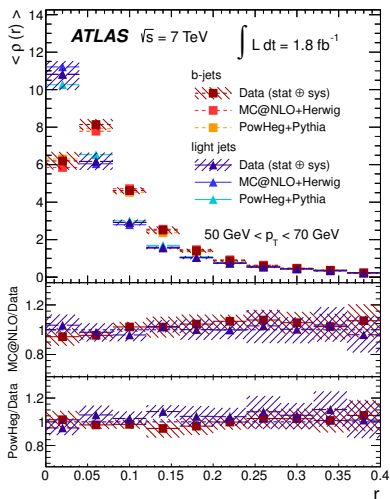 ATLAS √s = 7 TeV ∫ L dt = 1.8 fb⁻¹
b-jets
Data (stat ⊕ sys)
MC@NLO+Herwig
PowHeg+Pythia
light jets
Data (stat ⊕ sys)
MC@NLO+Herwig
PowHeg+Pythia
50 GeV < p_T < 70 GeV
< ρ (r) >
14
12
10
8
6
4
2
0
MC@NLO/Data
1.2
1
0.8
PowHeg/Data
1.2
1
0.8
0 0.05 0.1 0.15 0.2 0.25 0.3 0.35 0.4
r